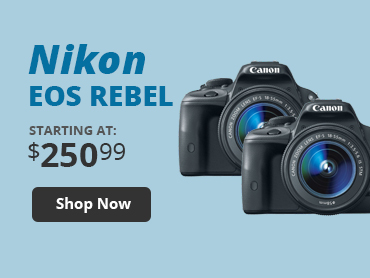 Nikon
EOS REBEL
STARTING AT:
$250 99
Shop Now
Canon
Canon